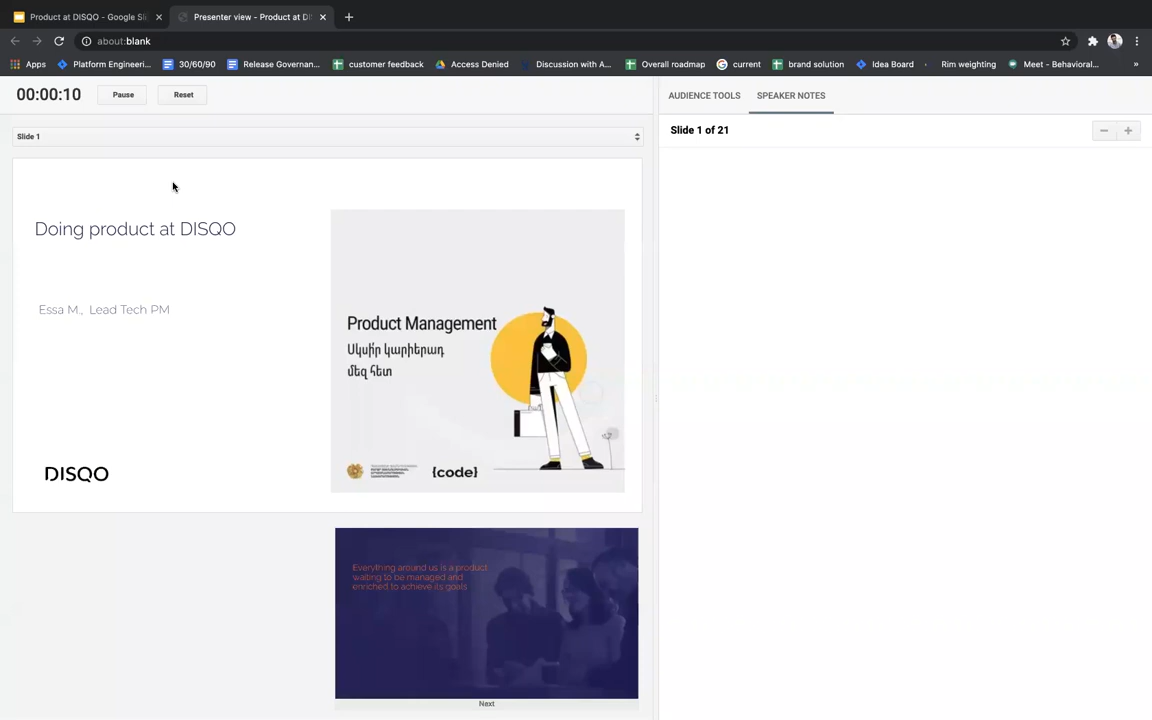 Product at DISQO - Google Sli
Presenter view - Product at DI
about:blank
Apps
Platform Engineeri...
30/60/90
Release Governan...
customer feedback
Access Denied
Discussion with A...
Overall roadmap
current
brand solution
Idea Board
Rim weighting
Meet - Behavioral...
»
00:00:10
Pause
Reset
AUDIENCE TOOLS
SPEAKER NOTES
Slide 1
Slide 1 of 21
Doing product at DISQO
Essa M., Lead Tech PM
DISQO
Product Management
Սկսի՛ր կարիերադ
մեզ հետ
{code}
Everything around us is a product
waiting to be managed and
enriched to achieve its goals
Next